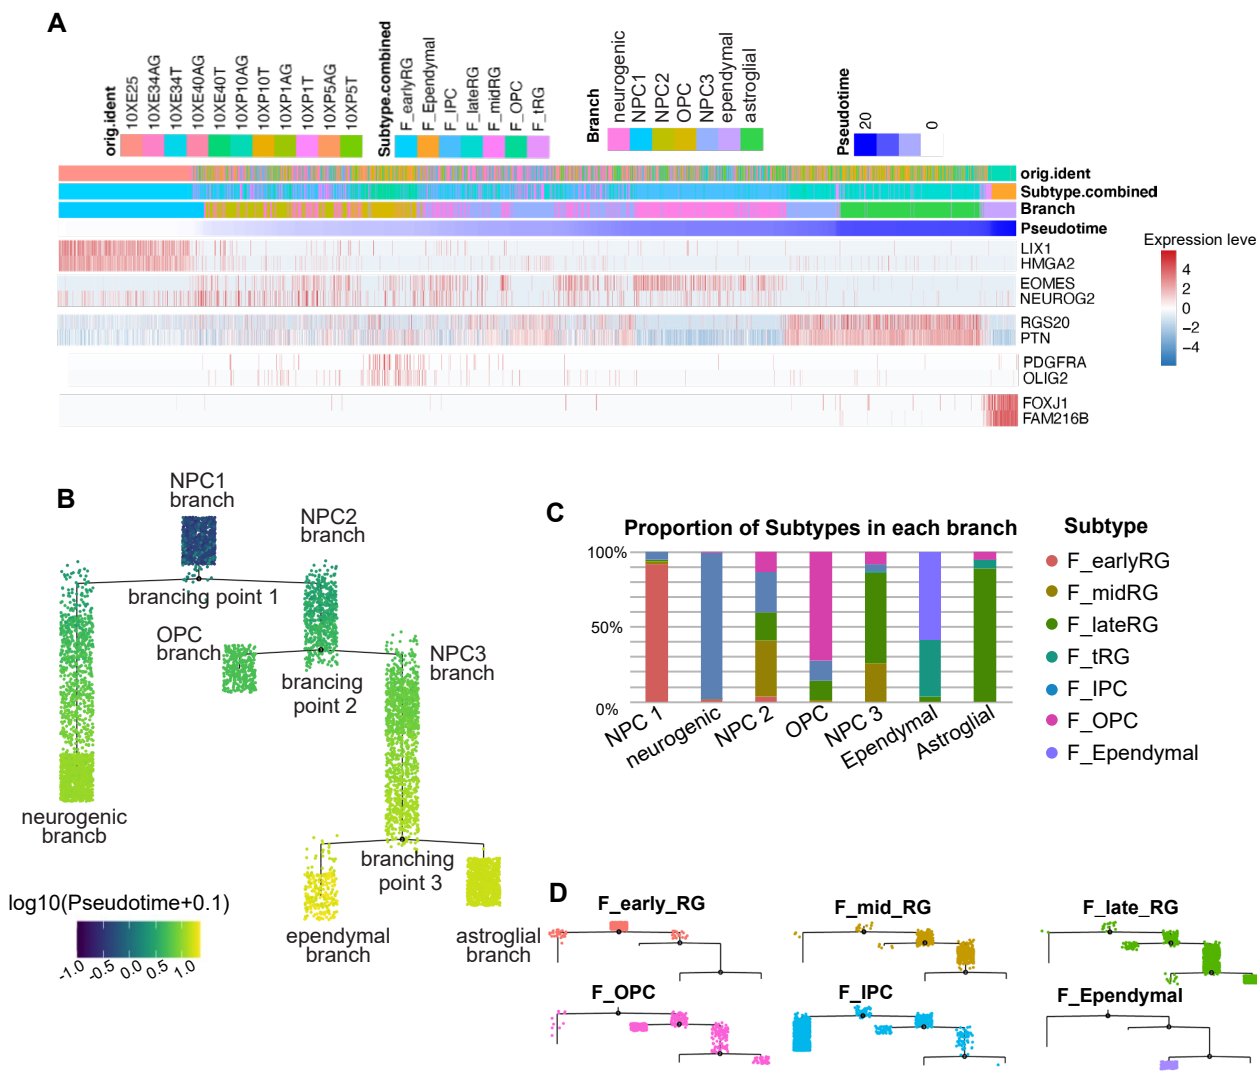 A
orig.ident
10XE25
10XE34AG
10XE34T
10XE40AG
10XE40T
10XP10AG
10XP10T
10XP1AG
10XP1T
10XP5AG
10XP5T
Subtype.combined
F_earlyRG
F_Ependymal
F_IPC
F_lateRG
F_midRG
F_OPC
F_tRG
Branch
neurogenic
NPC1
NPC2
OPC
NPC3
ependymal
astroglial
Pseudotime
20
0
orig.ident
Subtype.combined
Branch
Pseudotime
LIX1
HMGA2
EOMES
NEUROG2
RGS20
PTN
PDGFRA
OLIG2
FOXJ1
FAM216B
Expression leve
4
2
0
−2
−4
B
NPC1
branch
NPC2
branch
brancing point 1
OPC
branch
NPC3
branch
brancing
point 2
neurogenic
brancb
branching
point 3
ependymal
branch
astroglial
branch
log10(Pseudotime+0.1)
-1.0 -0.5 0.0 0.5 1.0
C
Proportion of Subtypes in each branch
100%
50%
0%
NPC 1
neurogenic
NPC 2
OPC
NPC 3
Ependymal
Astroglial
Subtype
F_earlyRG
F_midRG
F_lateRG
F_tRG
F_IPC
F_OPC
F_Ependymal
D
F_early_RG
F_mid_RG
F_late_RG
F_OPC
F_IPC
F_Ependymal